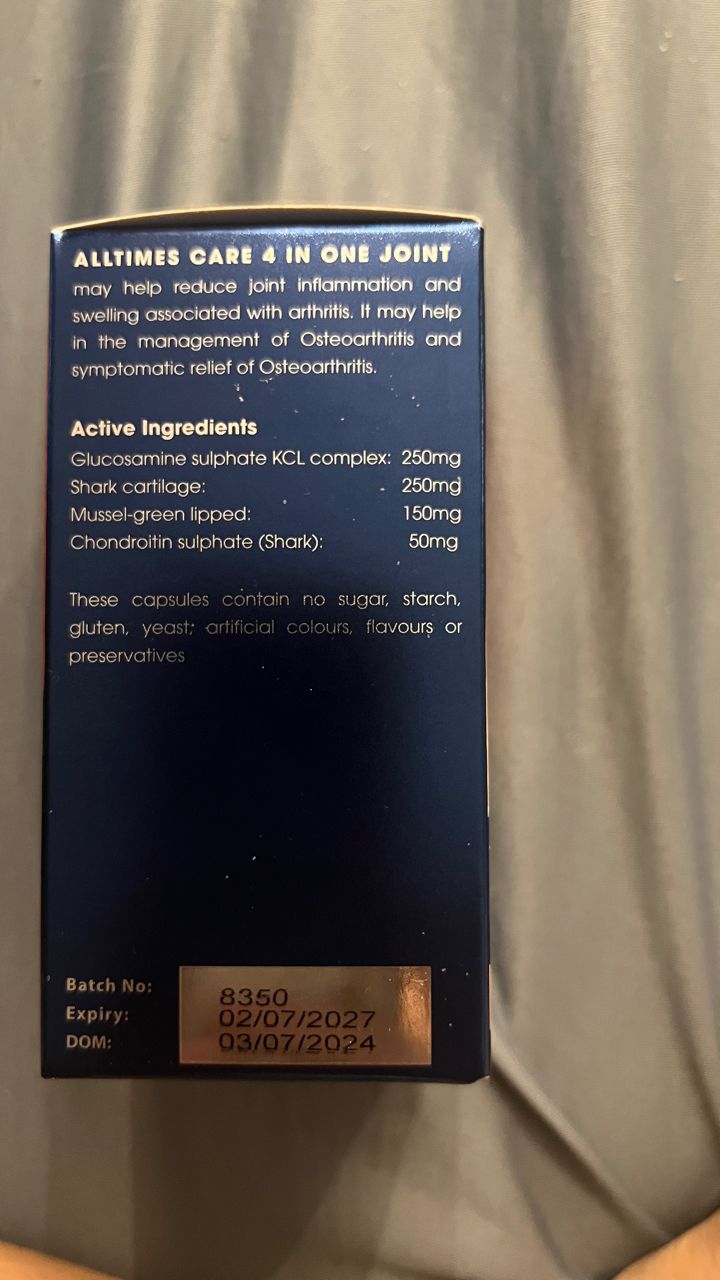 ALLTIMES CARE 4 IN ONE JOINT
may help reduce joint inflammation and
swelling associated with arthritis. It may help
in the management of Osteoarthritis and
symptomatic relief of Osteoarthritis.
Active Ingredients
Glucosamine sulphate KCL complex: 250mg
Shark cartilage: 250mg
Mussel-green lipped: 150mg
Chondroitin sulphate (Shark): 50mg
These capsules contain no sugar, starch,
gluten, yeast; artificial colours, flavours or
preservatives
Batch No: 8350
Expiry: 02/07/2027
DOM: 03/07/2024